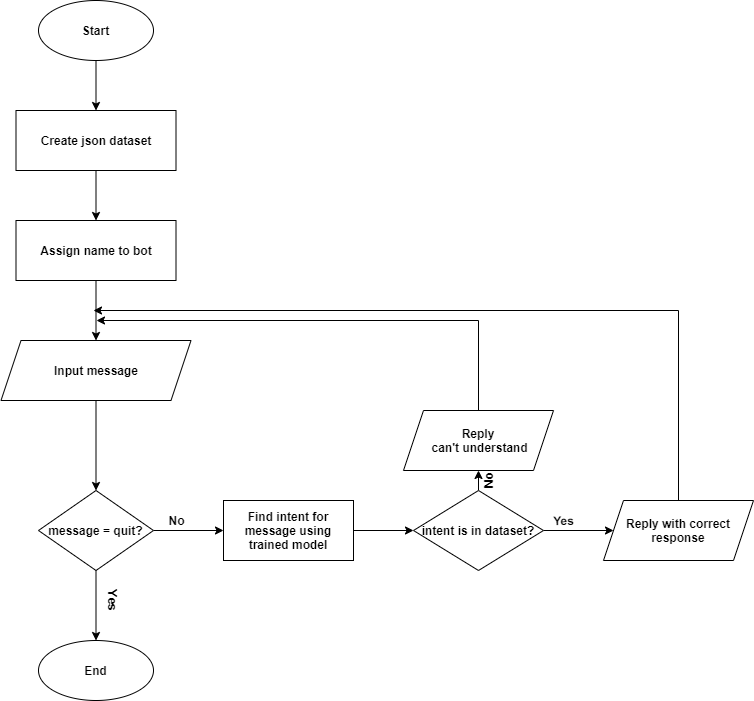 Start
Create json dataset
Assign name to bot
Input message
Reply
can't understand
No
message = quit?
No
Find intent for
message using
trained model
intent is in dataset?
Yes
Reply with correct
response
Yes
End